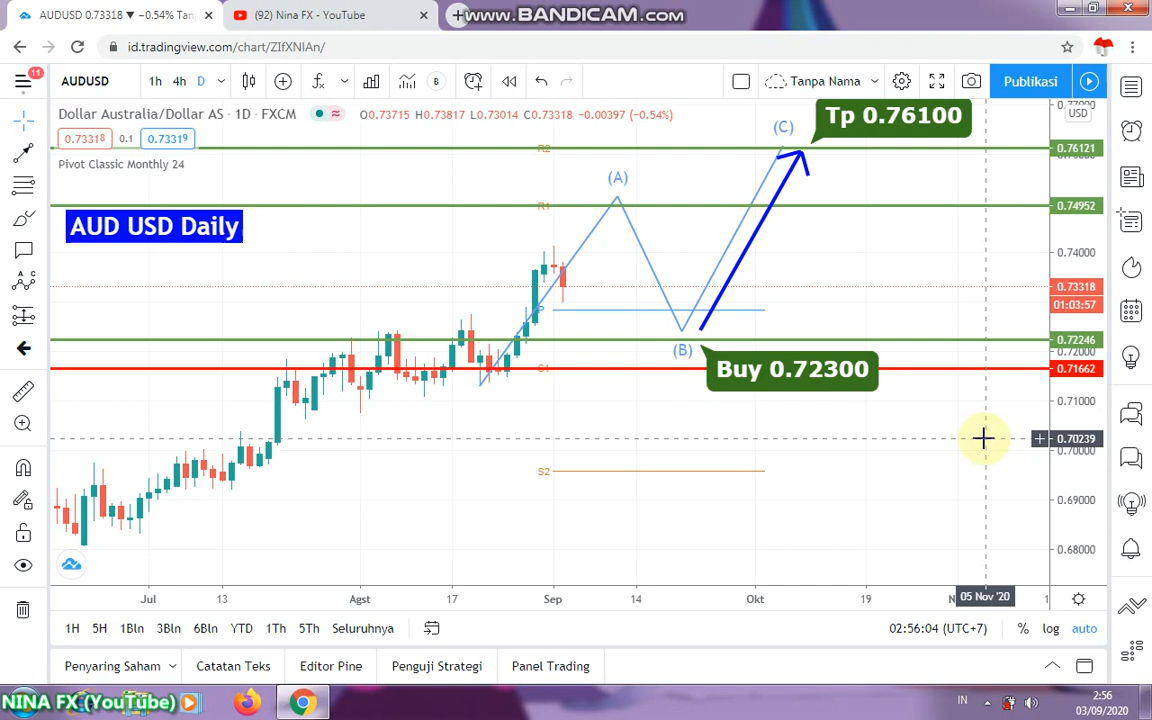 AUDUSD 0.73318 ▼ −0.54% Tan
(92) Nina FX - YouTube
www.BANDICAM.com
id.tradingview.com/chart/ZIfXNIAn/
11
AUDUSD
1h 4h D
B
Tanpa Nama
Publikasi
Dollar Australia/Dollar AS · 1D · FXCM
O0.73715 H0.73817 L0.73014 C0.73318 −0.00397 (−0.54%)
0.73318 0.1 0.73319
Pivot Classic Monthly 24
AUD USD Daily
(C)
Tp 0.76100
0.77000
USD
R2
0.76121
(A)
R1
0.74952
0.74000
0.73318
01:03:57
P
0.72246
(B)
0.72000
Buy 0.72300
S1
0.71662
0.71000
0.70239
0.70000
S2
0.69000
0.68000
Jul 13 Agst 17 Sep 14 Okt 19 05 Nov '20
1H 5H 1Bln 3Bln 6Bln YTD 1Th 5Th Seluruhnya
02:56:04 (UTC+7) % log auto
Penyaring Saham Catatan Teks Editor Pine Penguji Strategi Panel Trading
NINA FX (YouTube)
IN
2:56
03/09/2020